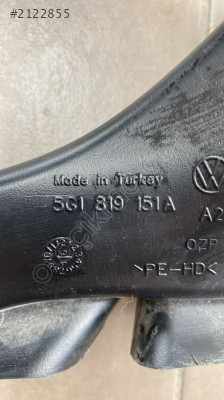 #2122855
Made in Turkey
5G1 819 151A
A2
OZP
>PE-HD<